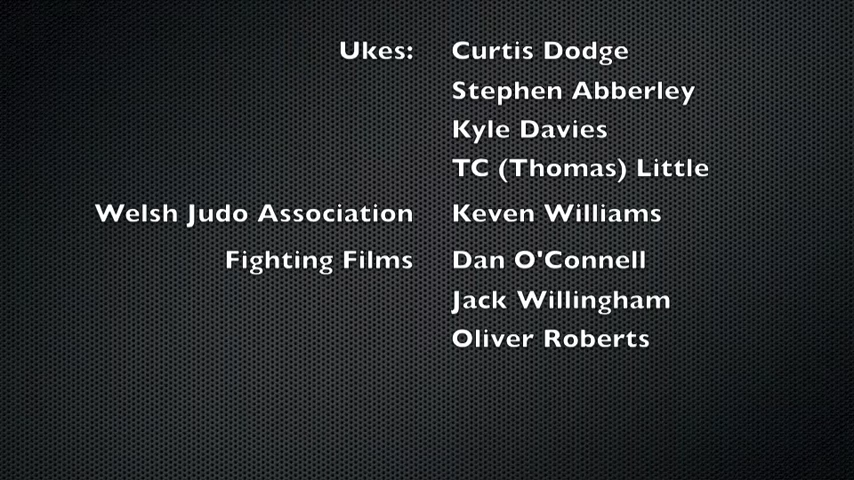 Ukes: Curtis Dodge
Stephen Abberley
Kyle Davies
TC (Thomas) Little
Welsh Judo Association Keven Williams
Fighting Films Dan O'Connell
Jack Willingham
Oliver Roberts